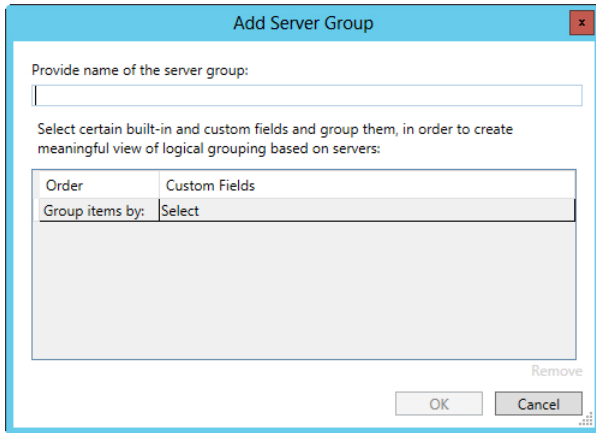 Add Server Group
x
Provide name of the server group:
Select certain built-in and custom fields and group them, in order to create
meaningful view of logical grouping based on servers:
Order Custom Fields
Group items by: Select
Remove
OK Cancel